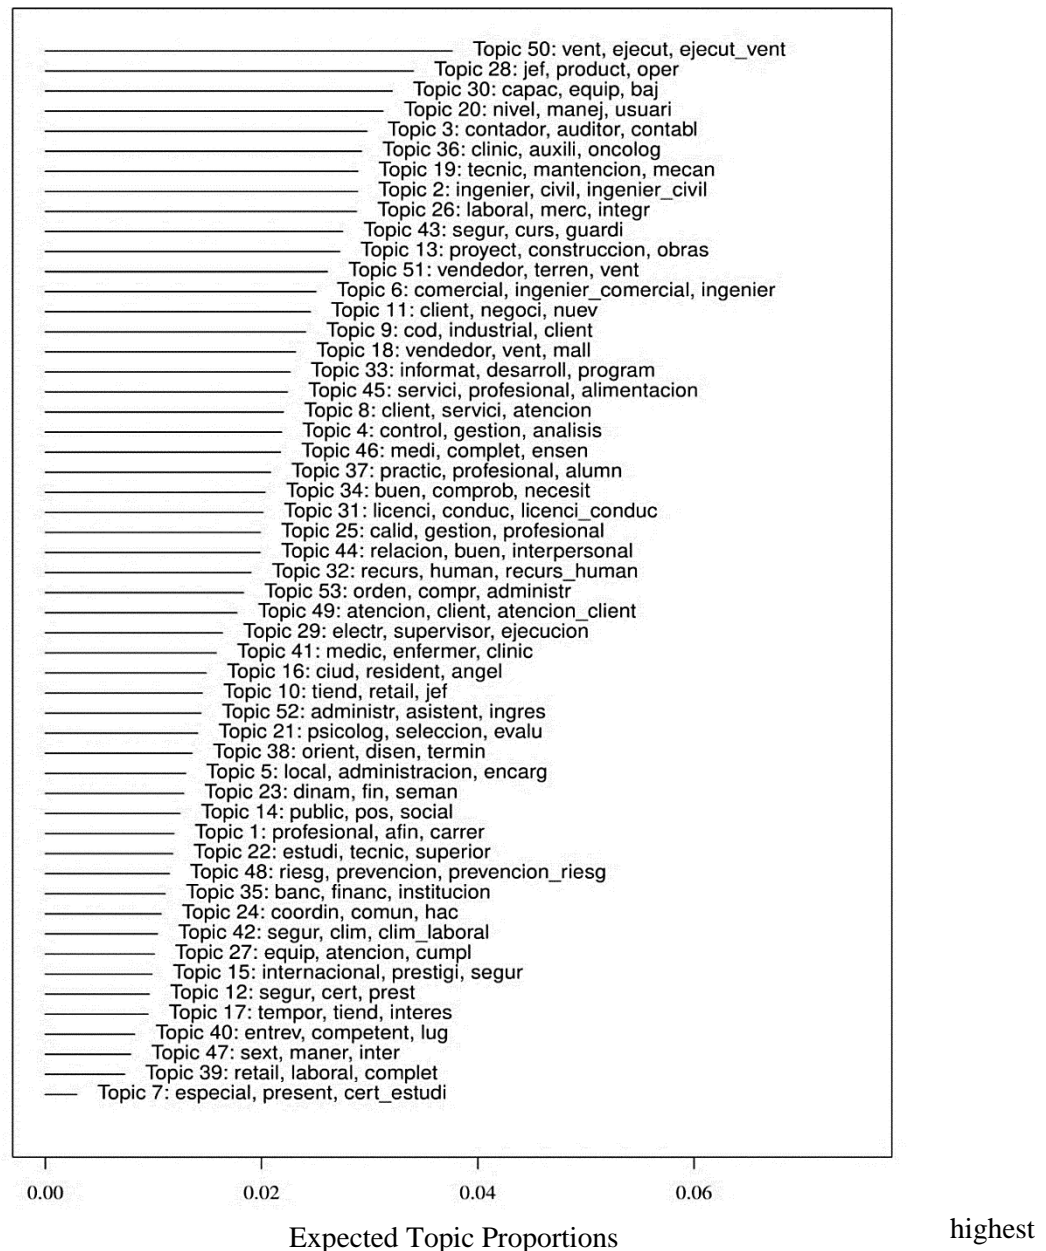 Topic 50: vent, ejecut, ejecut_vent
Topic 28: jef, product, oper
Topic 30: capac, equip, baj
Topic 20: nivel, manej, usuari
Topic 3: contador, auditor, contabl
Topic 36: clinic, auxili, oncolog
Topic 19: tecnic, mantencion, mecan
Topic 2: ingenier, civil, ingenier_civil
Topic 26: laboral, merc, integr
Topic 43: segur, curs, guardi
Topic 13: proyect, construccion, obras
Topic 51: vendedor, terren, vent
Topic 6: comercial, ingenier_comercial, ingenier
Topic 11: client, negoci, nuev
Topic 9: cod, industrial, client
Topic 18: vendedor, vent, mall
Topic 33: informat, desarroll, program
Topic 45: servici, profesional, alimentacion
Topic 8: client, servici, atencion
Topic 4: control, gestion, analisis
Topic 46: medi, complet, ensen
Topic 37: practic, profesional, alumn
Topic 34: buen, comprob, necesit
Topic 31: licenci, conduc, licenci_conduc
Topic 25: calid, gestion, profesional
Topic 44: relacion, buen, interpersonal
Topic 32: recurs, human, recurs_human
Topic 53: orden, compr, administr
Topic 49: atencion, client, atencion_client
Topic 29: electr, supervisor, ejecucion
Topic 41: medic, enfermer, clinic
Topic 16: ciud, resident, angel
Topic 10: tiend, retail, jef
Topic 52: administr, asistent, ingres
Topic 21: psicolog, seleccion, evalu
Topic 38: orient, disen, termin
Topic 5: local, administracion, encarg
Topic 23: dinam, fin, seman
Topic 14: public, pos, social
Topic 1: profesional, afin, carrer
Topic 22: estudi, tecnic, superior
Topic 48: riesg, prevencion, prevencion_riesg
Topic 35: banc, financ, institucion
Topic 24: coordin, comun, hac
Topic 42: segur, clim, clim_laboral
Topic 27: equip, atencion, cumpl
Topic 15: internacional, prestigi, segur
Topic 12: segur, cert, prest
Topic 17: tempor, tiend, interes
Topic 40: entrev, competent, lug
Topic 47: sext, maner, inter
Topic 39: retail, laboral, complet
Topic 7: especial, present, cert_estudi
0.00 0.02 0.04 0.06
Expected Topic Proportions
highest